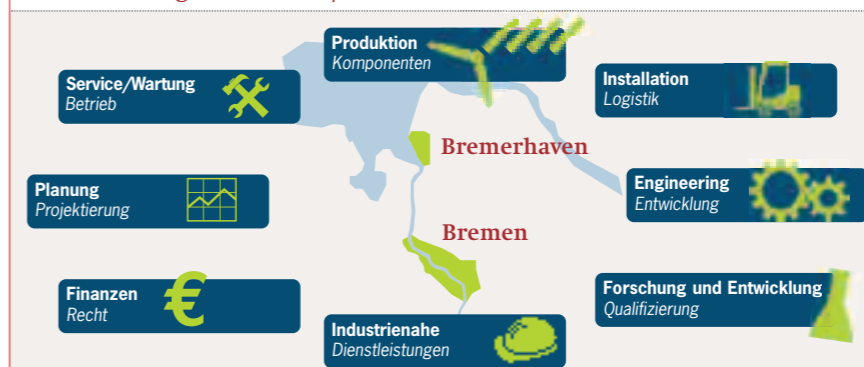 Produktion
Komponenten
Service/Wartung
Betrieb
Installation
Logistik
Bremerhaven
Planung
Projektierung
Engineering
Entwicklung
Bremen
Finanzen
Recht
€
Forschung und Entwicklung
Qualifizierung
Industrienahe
Dienstleistungen